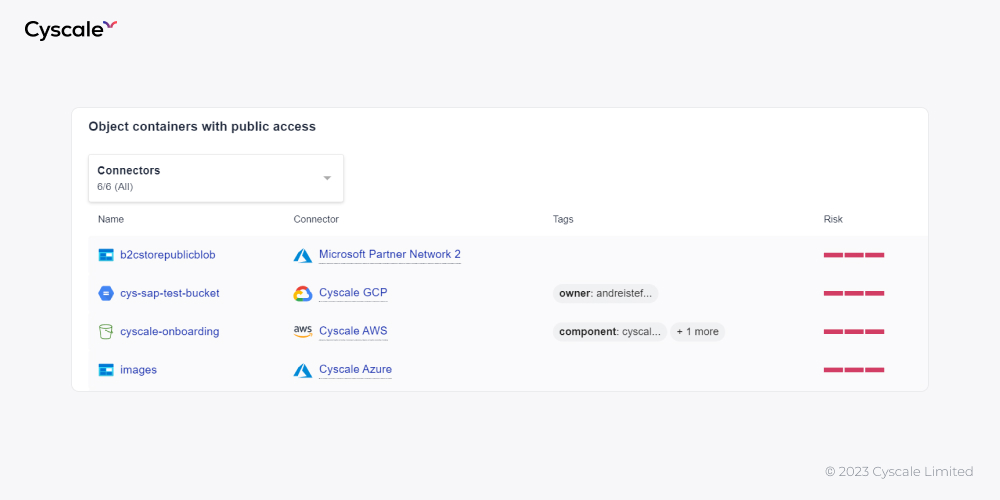 Cyscale
Object containers with public access
Connectors
6/6 (All)
Name Connector Tags Risk
b2cstorepublicblob Microsoft Partner Network 2
cys-sap-test-bucket Cyscale GCP owner: andreistef...
cyscale-onboarding aws Cyscale AWS component: cyscal... + 1 more
images Cyscale Azure
© 2023 Cyscale Limited